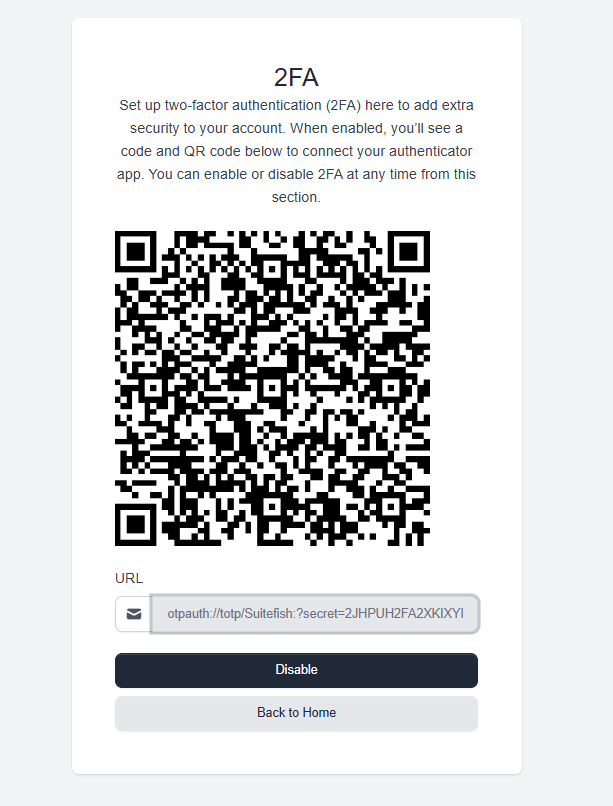 2FA
Set up two-factor authentication (2FA) here to add extra
security to your account. When enabled, you’ll see a
code and QR code below to connect your authenticator
app. You can enable or disable 2FA at any time from this
section.
URL
otpauth://totp/Suitefish:?secret=2JHPUH2FA2XKIXYI
Disable
Back to Home